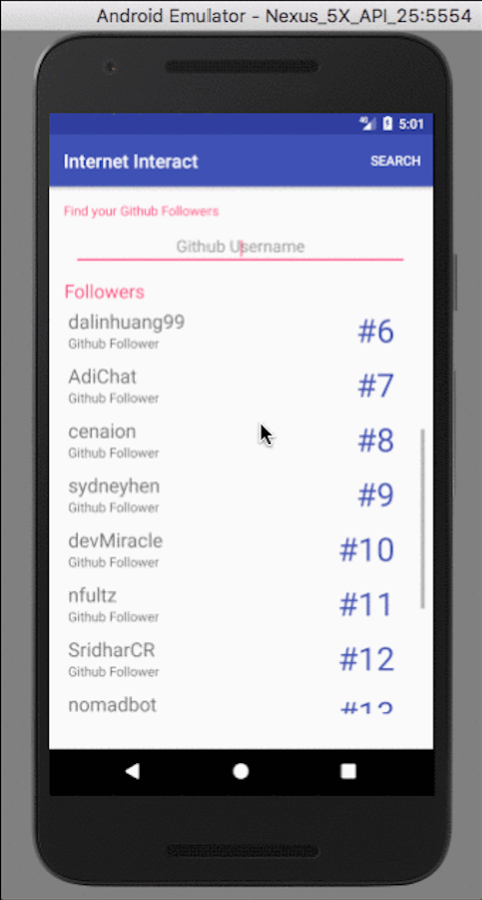 Android Emulator - Nexus_5X_API_25:5554
4G 5:01
Internet Interact SEARCH
Find your Github Followers
Github Username
Followers
dalinhuang99
Github Follower
#6
AdiChat
Github Follower
#7
cenaion
Github Follower
#8
sydneyhen
Github Follower
#9
devMiracle
Github Follower
#10
nfultz
Github Follower
#11
SridharCR
Github Follower
#12
nomadbot
#13